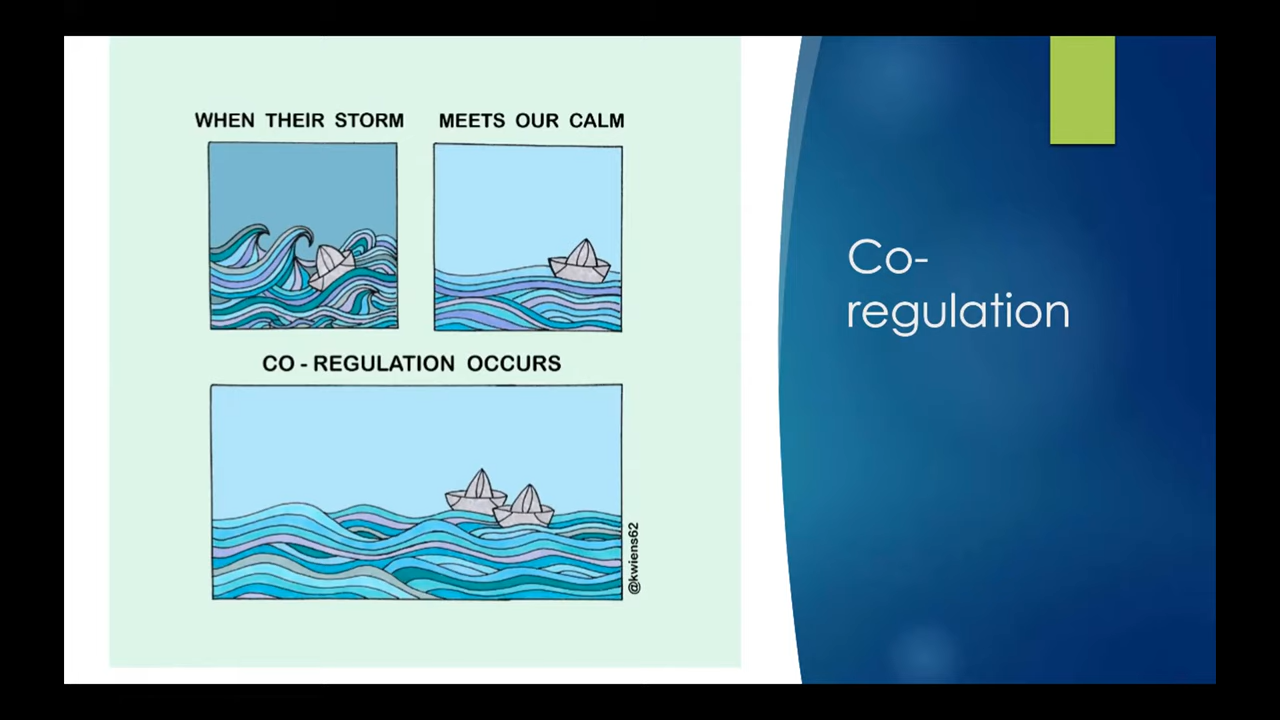 WHEN THEIR STORM
MEETS OUR CALM
CO - REGULATION OCCURS
@kwiens62
Co-
regulation